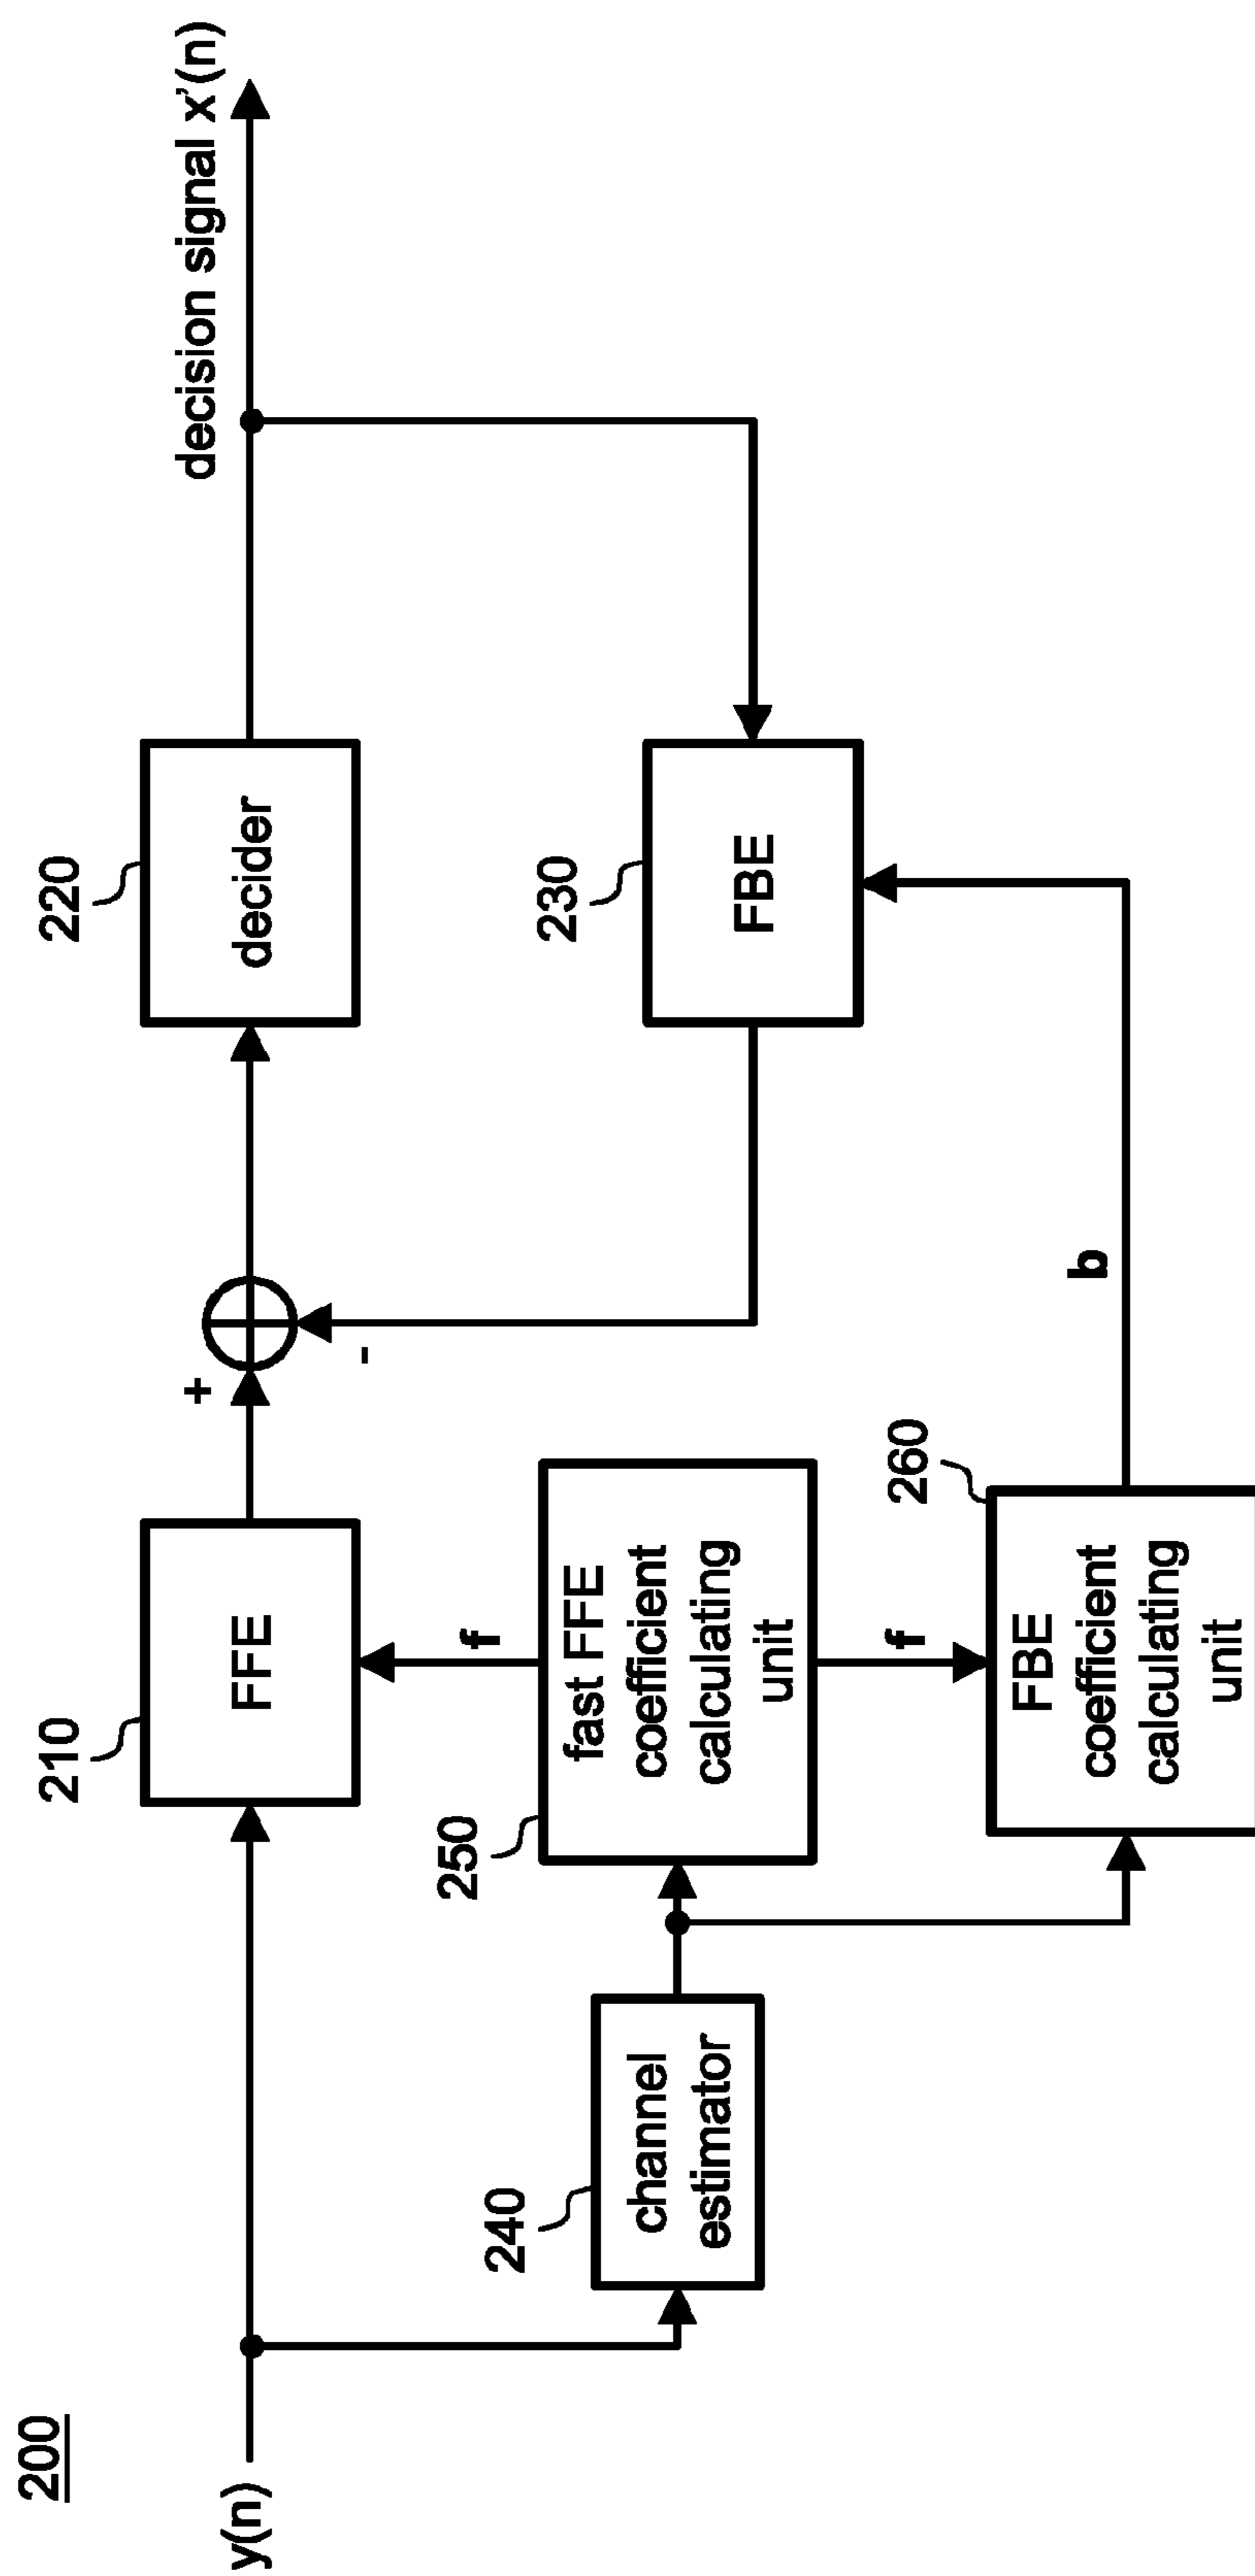 200
y(n)
210
FFE
+
-
220
decider
decision signal x'(n)
230
FBE
240
channel
estimator
250
fast FFE
coefficient
calculating
unit
f
f
260
FBE
coefficient
calculating
unit
b